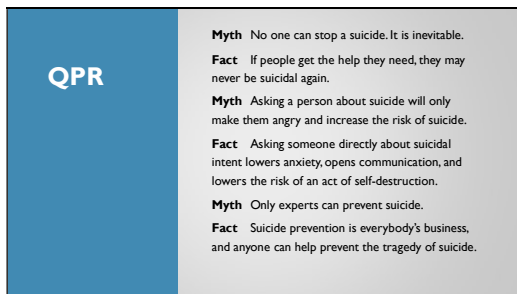 QPR
Myth No one can stop a suicide. It is inevitable.
Fact If people get the help they need, they may
never be suicidal again.
Myth Asking a person about suicide will only
make them angry and increase the risk of suicide.
Fact Asking someone directly about suicidal
intent lowers anxiety, opens communication, and
lowers the risk of an act of self-destruction.
Myth Only experts can prevent suicide.
Fact Suicide prevention is everybody's business,
and anyone can help prevent the tragedy of suicide.